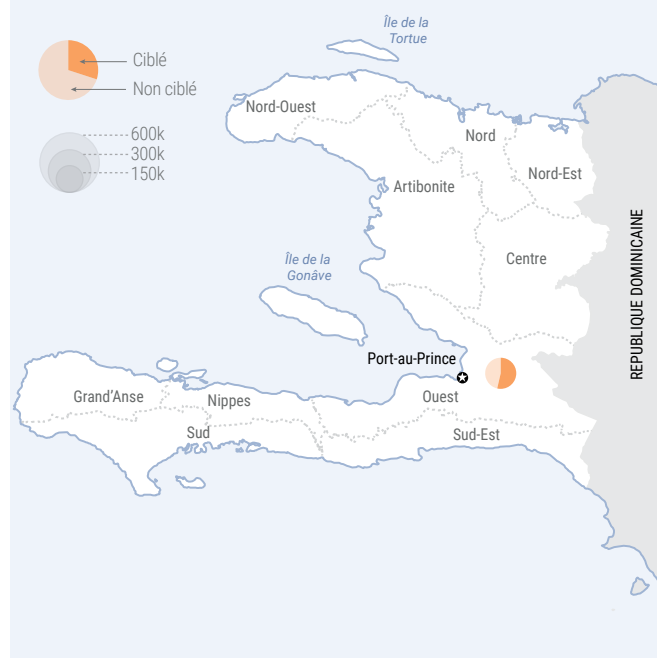 Île de la
Tortue
Ciblé
Non ciblé
Nord-Ouest
600k
300k
150k
Nord
Nord-Est
Artibonite
REPUBLIQUE DOMINICAINE
Île de la
Gonâve
Centre
Port-au-Prince
Grand'Anse
Nippes
Ouest
Sud
Sud-Est